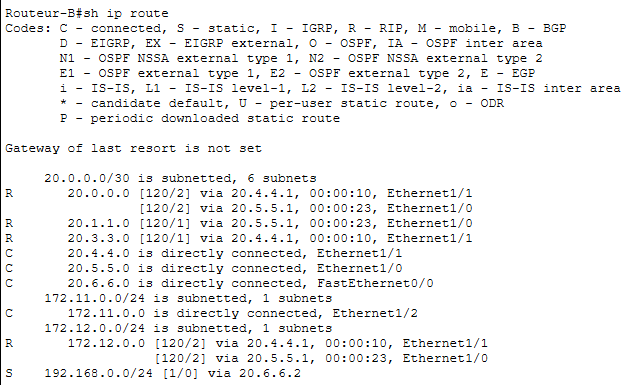 Routeur-B#sh ip route
Codes: C - connected, S - static, I - IGRP, R - RIP, M - mobile, B - BGP
       D - EIGRP, EX - EIGRP external, O - OSPF, IA - OSPF inter area
       N1 - OSPF NSSA external type 1, N2 - OSPF NSSA external type 2
       E1 - OSPF external type 1, E2 - OSPF external type 2, E - EGP
       i - IS-IS, L1 - IS-IS level-1, L2 - IS-IS level-2, ia - IS-IS inter area
       * - candidate default, U - per-user static route, o - ODR
       P - periodic downloaded static route

Gateway of last resort is not set

     20.0.0.0/30 is subnetted, 6 subnets
R       20.0.0.0 [120/2] via 20.4.4.1, 00:00:10, Ethernet1/1
                 [120/2] via 20.5.5.1, 00:00:23, Ethernet1/0
R       20.1.1.0 [120/1] via 20.5.5.1, 00:00:23, Ethernet1/0
R       20.3.3.0 [120/1] via 20.4.4.1, 00:00:10, Ethernet1/1
C       20.4.4.0 is directly connected, Ethernet1/1
C       20.5.5.0 is directly connected, Ethernet1/0
C       20.6.6.0 is directly connected, FastEthernet0/0
     172.11.0.0/24 is subnetted, 1 subnets
C       172.11.0.0 is directly connected, Ethernet1/2
     172.12.0.0/24 is subnetted, 1 subnets
R       172.12.0.0 [120/2] via 20.4.4.1, 00:00:10, Ethernet1/1
                   [120/2] via 20.5.5.1, 00:00:23, Ethernet1/0
S    192.168.0.0/24 [1/0] via 20.6.6.2